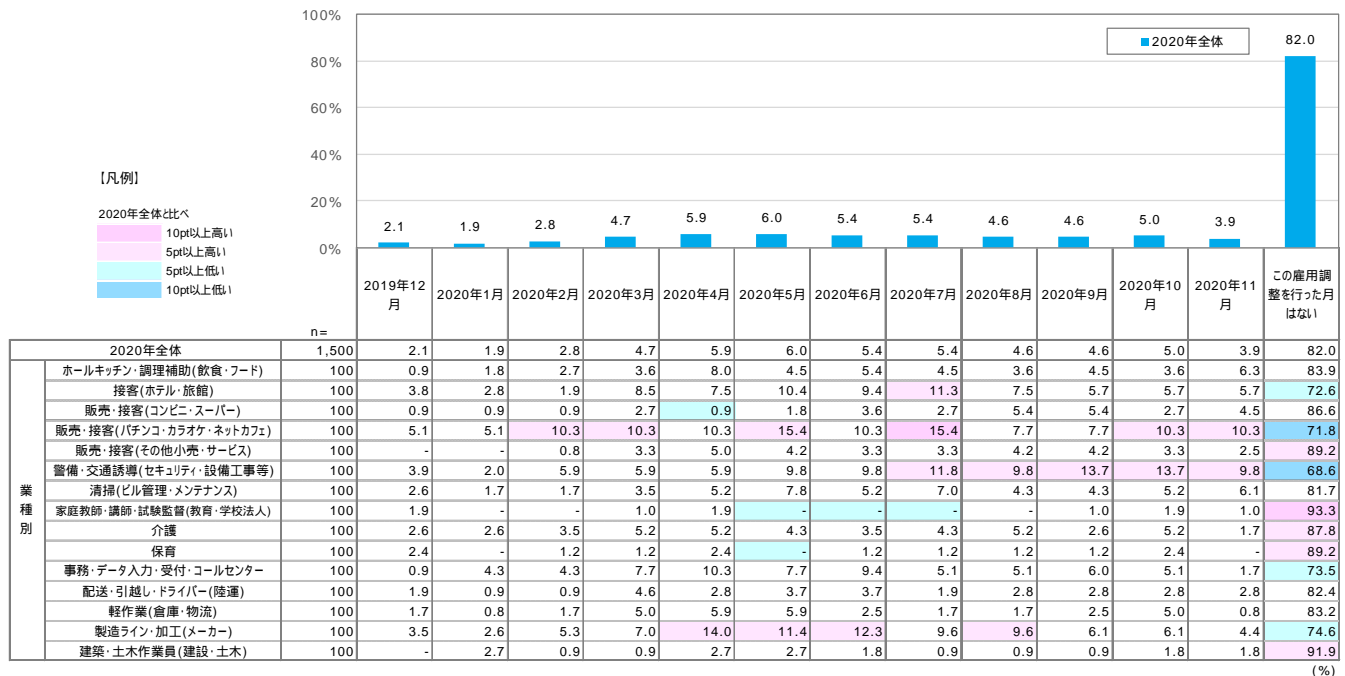 100%
80%
60%
40%
20%
0%
■2020年全体
2.1 1.9 2.8 4.7 5.9 6.0 5.4 5.4 4.6 4.6 5.0 3.9 82.0
【凡例】
2020年全体と比べ
10pt以上高い
5pt以上高い
5pt以上低い
10pt以上低い
n= 2019年12月 2020年1月 2020年2月 2020年3月 2020年4月 2020年5月 2020年6月 2020年7月 2020年8月 2020年9月 2020年10月 2020年11月 この雇用調整を行った月はない
2020年全体 1,500 2.1 1.9 2.8 4.7 5.9 6.0 5.4 5.4 4.6 4.6 5.0 3.9 82.0
業種別
ホールキッチン・調理補助(飲食・フード) 100 0.9 1.8 2.7 3.6 8.0 4.5 5.4 4.5 3.6 4.5 3.6 6.3 83.9
接客(ホテル・旅館) 100 3.8 2.8 1.9 8.5 7.5 10.4 9.4 11.3 7.5 5.7 5.7 5.7 72.6
販売・接客(コンビニ・スーパー) 100 0.9 0.9 0.9 2.7 0.9 1.8 3.6 2.7 5.4 5.4 2.7 4.5 86.6
販売・接客(パチンコ・カラオケ・ネットカフェ) 100 5.1 5.1 10.3 10.3 10.3 15.4 10.3 15.4 7.7 7.7 10.3 10.3 71.8
販売・接客(その他小売・サービス) 100 - - 0.8 3.3 5.0 4.2 3.3 3.3 4.2 4.2 3.3 2.5 89.2
警備・交通誘導(セキュリティ・設備工事等) 100 3.9 2.0 5.9 5.9 5.9 9.8 9.8 11.8 9.8 13.7 13.7 9.8 68.6
清掃(ビル管理・メンテナンス) 100 2.6 1.7 1.7 3.5 5.2 7.8 5.2 7.0 4.3 4.3 5.2 6.1 81.7
家庭教師・講師・試験監督(教育・学校法人) 100 1.9 - - 1.0 1.9 - - - - 1.0 1.9 1.0 93.3
介護 100 2.6 2.6 3.5 5.2 5.2 4.3 3.5 4.3 5.2 2.6 5.2 1.7 87.8
保育 100 2.4 - 1.2 1.2 2.4 - 1.2 1.2 1.2 1.2 2.4 - 89.2
事務・データ入力・受付・コールセンター 100 0.9 4.3 4.3 7.7 10.3 7.7 9.4 5.1 5.1 6.0 5.1 1.7 73.5
配送・引越し・ドライバー(陸運) 100 1.9 0.9 0.9 4.6 2.8 3.7 3.7 1.9 2.8 2.8 2.8 2.8 82.4
軽作業(倉庫・物流) 100 1.7 0.8 1.7 5.0 5.9 5.9 2.5 1.7 1.7 2.5 5.0 0.8 83.2
製造ライン・加工(メーカー) 100 3.5 2.6 5.3 7.0 14.0 11.4 12.3 9.6 9.6 6.1 6.1 4.4 74.6
建築・土木作業員(建設・土木) 100 - 2.7 0.9 0.9 2.7 2.7 1.8 0.9 0.9 0.9 1.8 1.8 91.9
(%)